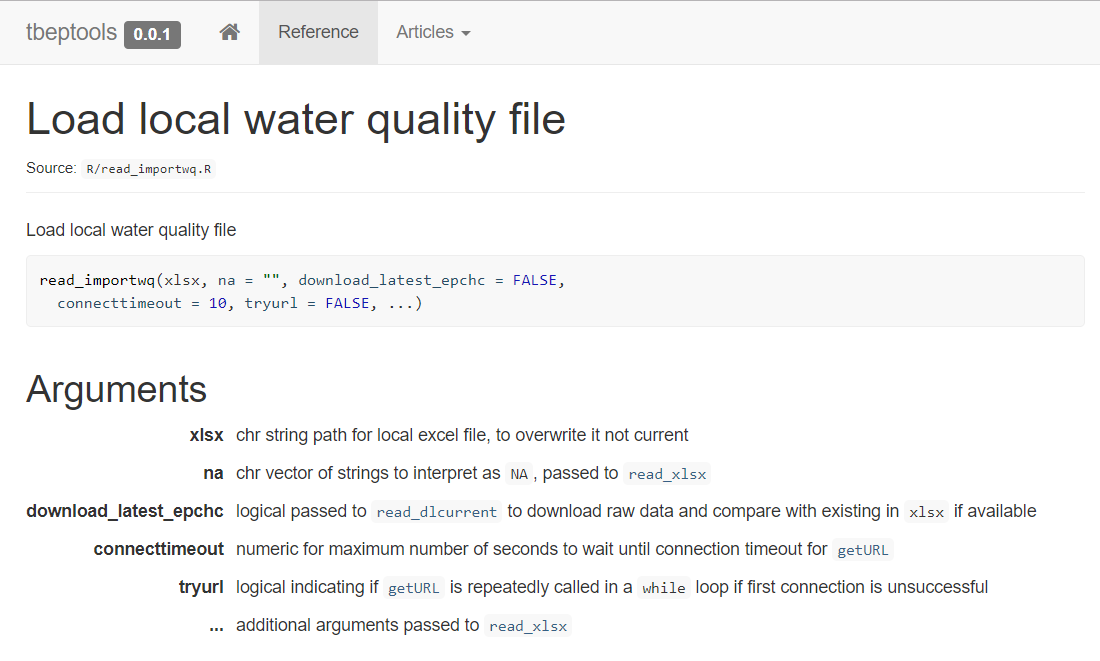 tbeptools 0.0.1 Reference Articles
Load local water quality file
Source: R/read_importwq.R
Load local water quality file
read_importwq(xlsx, na = "", download_latest_epchc = FALSE,
connecttimeout = 10, tryurl = FALSE, ...)
Arguments
xlsx chr string path for local excel file, to overwrite it not current
na chr vector of strings to interpret as NA , passed to read_xlsx
download_latest_epchc logical passed to read_dlcurrent to download raw data and compare with existing in xlsx if available
connecttimeout numeric for maximum number of seconds to wait until connection timeout for getURL
tryurl logical indicating if getURL is repeatedly called in a while loop if first connection is unsuccessful
... additional arguments passed to read_xlsx